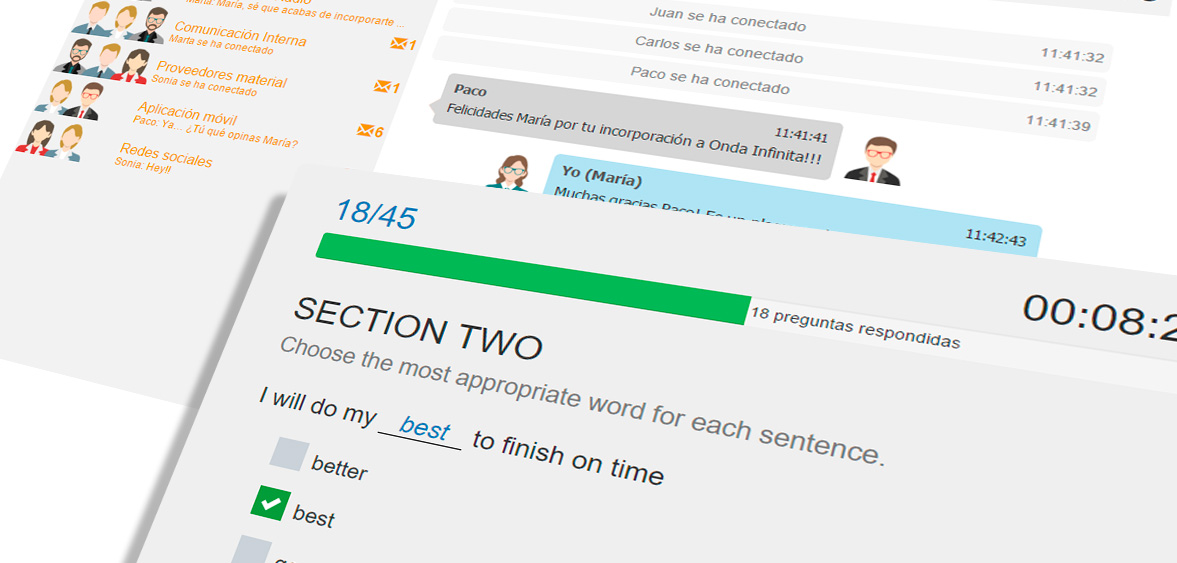 María: María, sé que acabas de incorporarte ...
Comunicación Interna
Marta se ha conectado
1
Proveedores material
Sonia se ha conectado
1
Aplicación móvil
Paco: Ya... ¿Tú qué opinas María?
6
Redes sociales
Sonia: Hey!!
Juan se ha conectado
11:41:32
Carlos se ha conectado
11:41:32
Paco se ha conectado
11:41:39
Paco
11:41:41
Felicidades María por tu incorporación a Onda Infinita!!!
Yo (María)
Muchas gracias Paco! Es un
11:42:43
18/45
18 preguntas respondidas
00:08:2
SECTION TWO
Choose the most appropriate word for each sentence.
I will do my best to finish on time
better
best